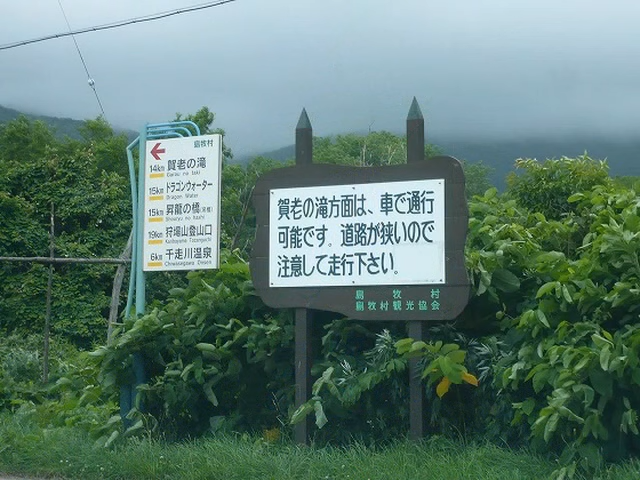 島牧村
14km 賀老の滝
Garou no taki
15km ドラゴンウォーター
Dragon Water
15km 昇龍の橋
Shouryu no hashi
19km 狩場山登山口
Karibayama Tozanguchi
6km 千走川温泉
Chihasegawa Onsen
賀老の滝方面は、車で通行
可能です。道路が狭いので
注意して走行下さい。
島牧村
島牧村観光協会